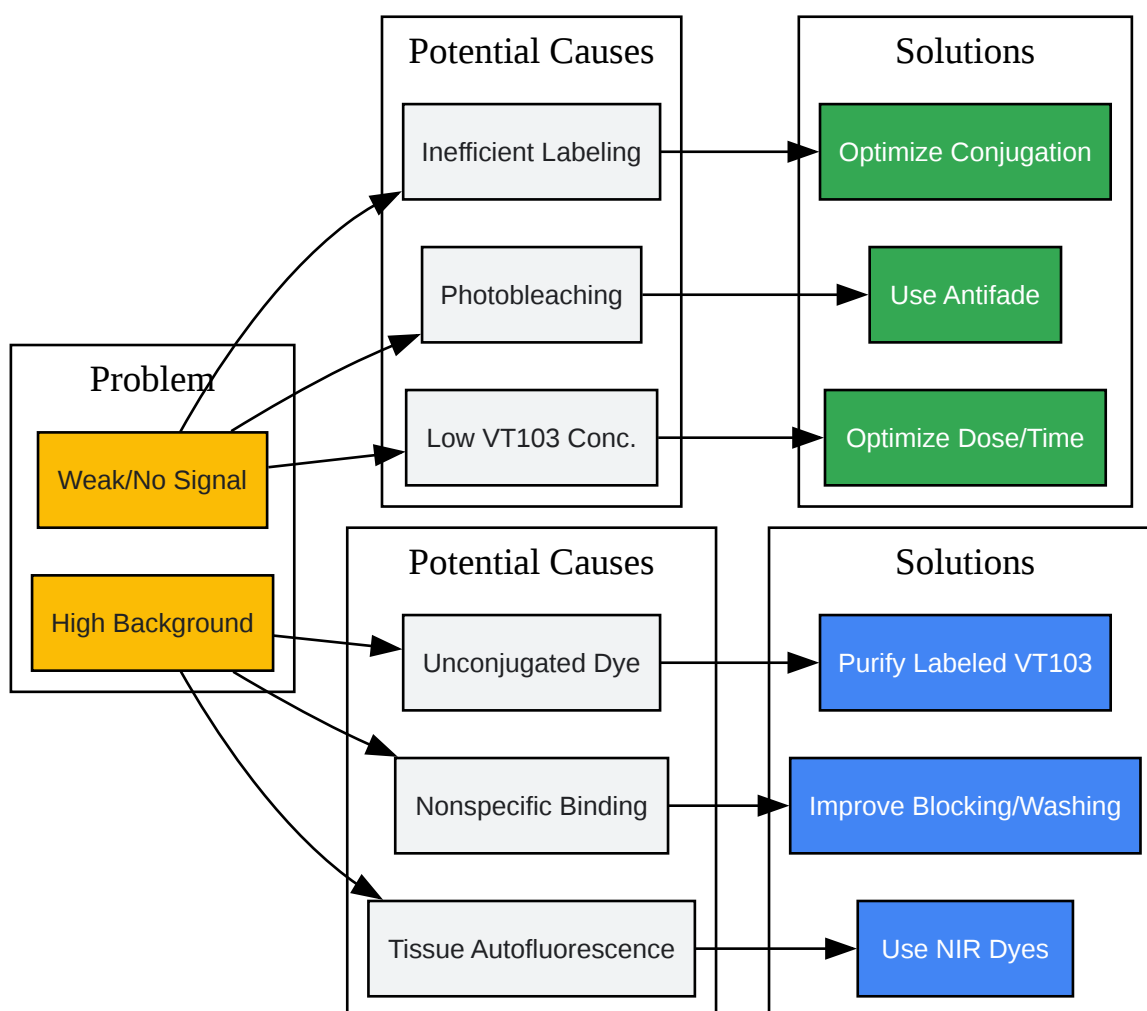 Potential Causes
Solutions
Inefficient Labeling
Optimize Conjugation
Photobleaching
Use Antifade
Low VT103 Conc.
Optimize Dose/Time
Problem
Weak/No Signal
High Background
Potential Causes
Solutions
Unconjugated Dye
Purify Labeled VT103
Nonspecific Binding
Improve Blocking/Washing
Tissue Autofluorescence
Use NIR Dyes